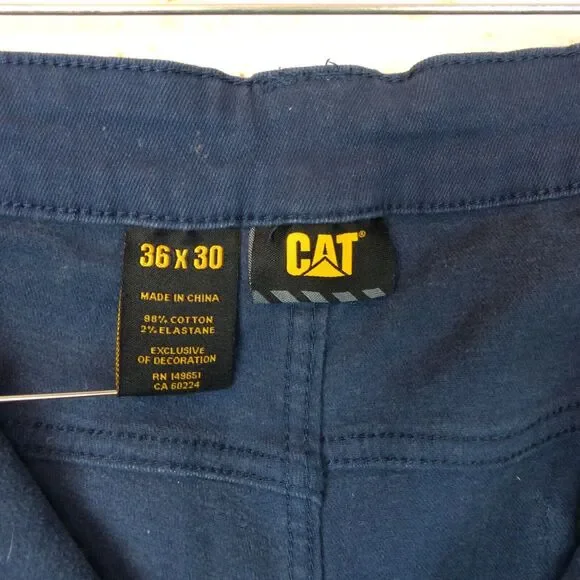 36 X 30
MADE IN CHINA
98% COTTON
2% ELASTANE
EXCLUSIVE
OF DECORATION
RN 149651
CA 60224
CAT®